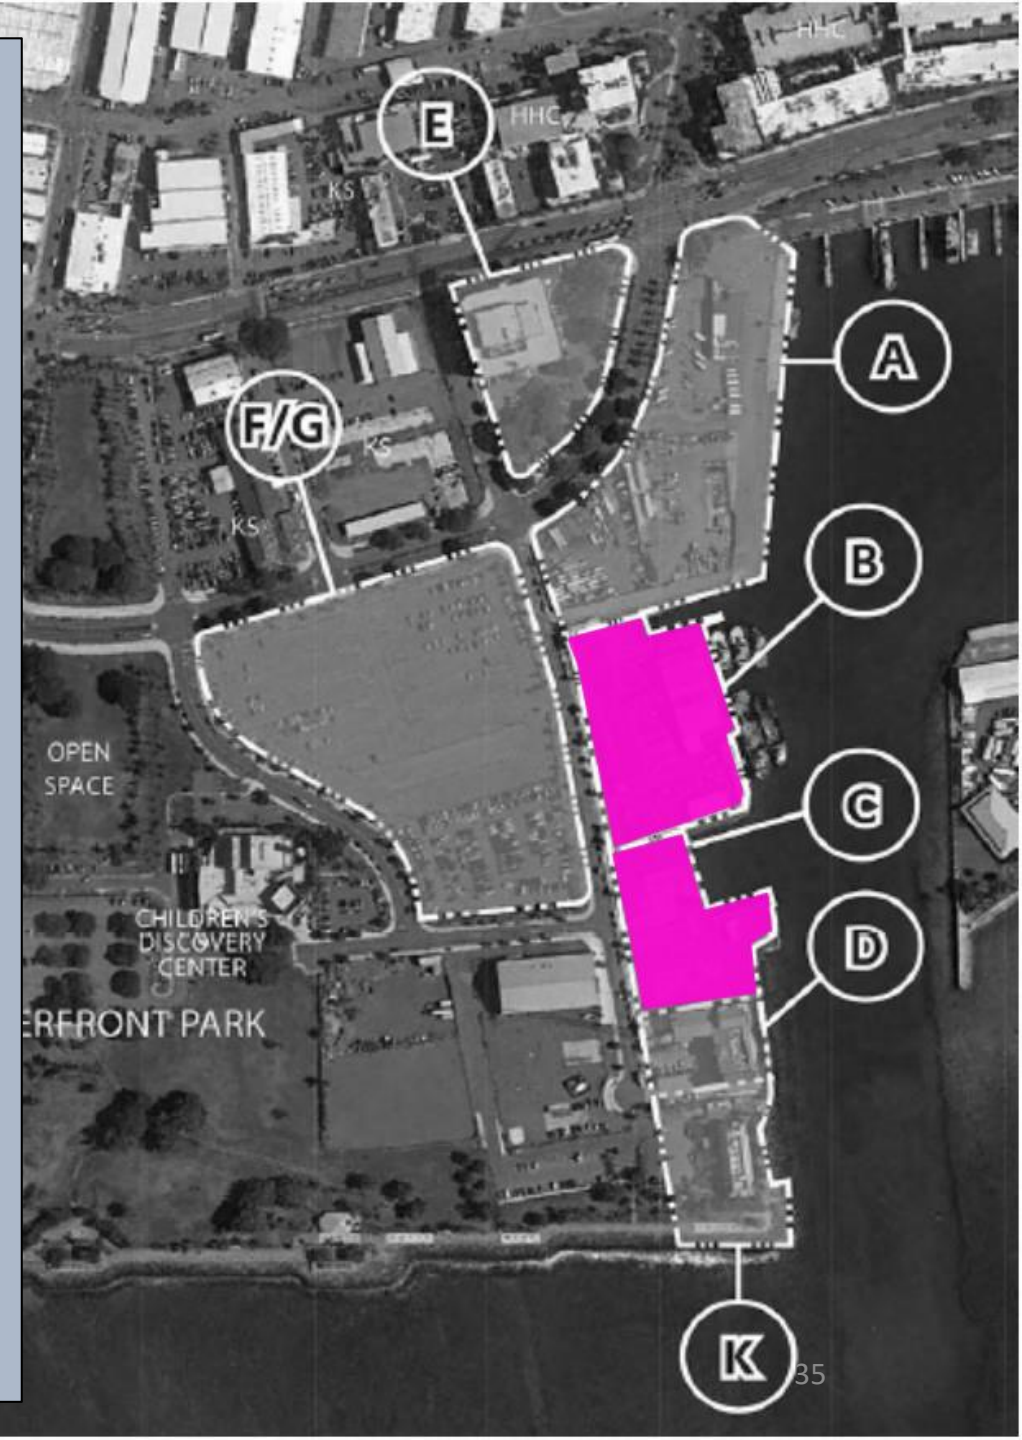 HHC
E
HHC
KS
A
F/G
KS
KS
B
OPEN
SPACE
C
CHILDREN'S
DISCOVERY
CENTER
D
ERFRONT PARK
K
35